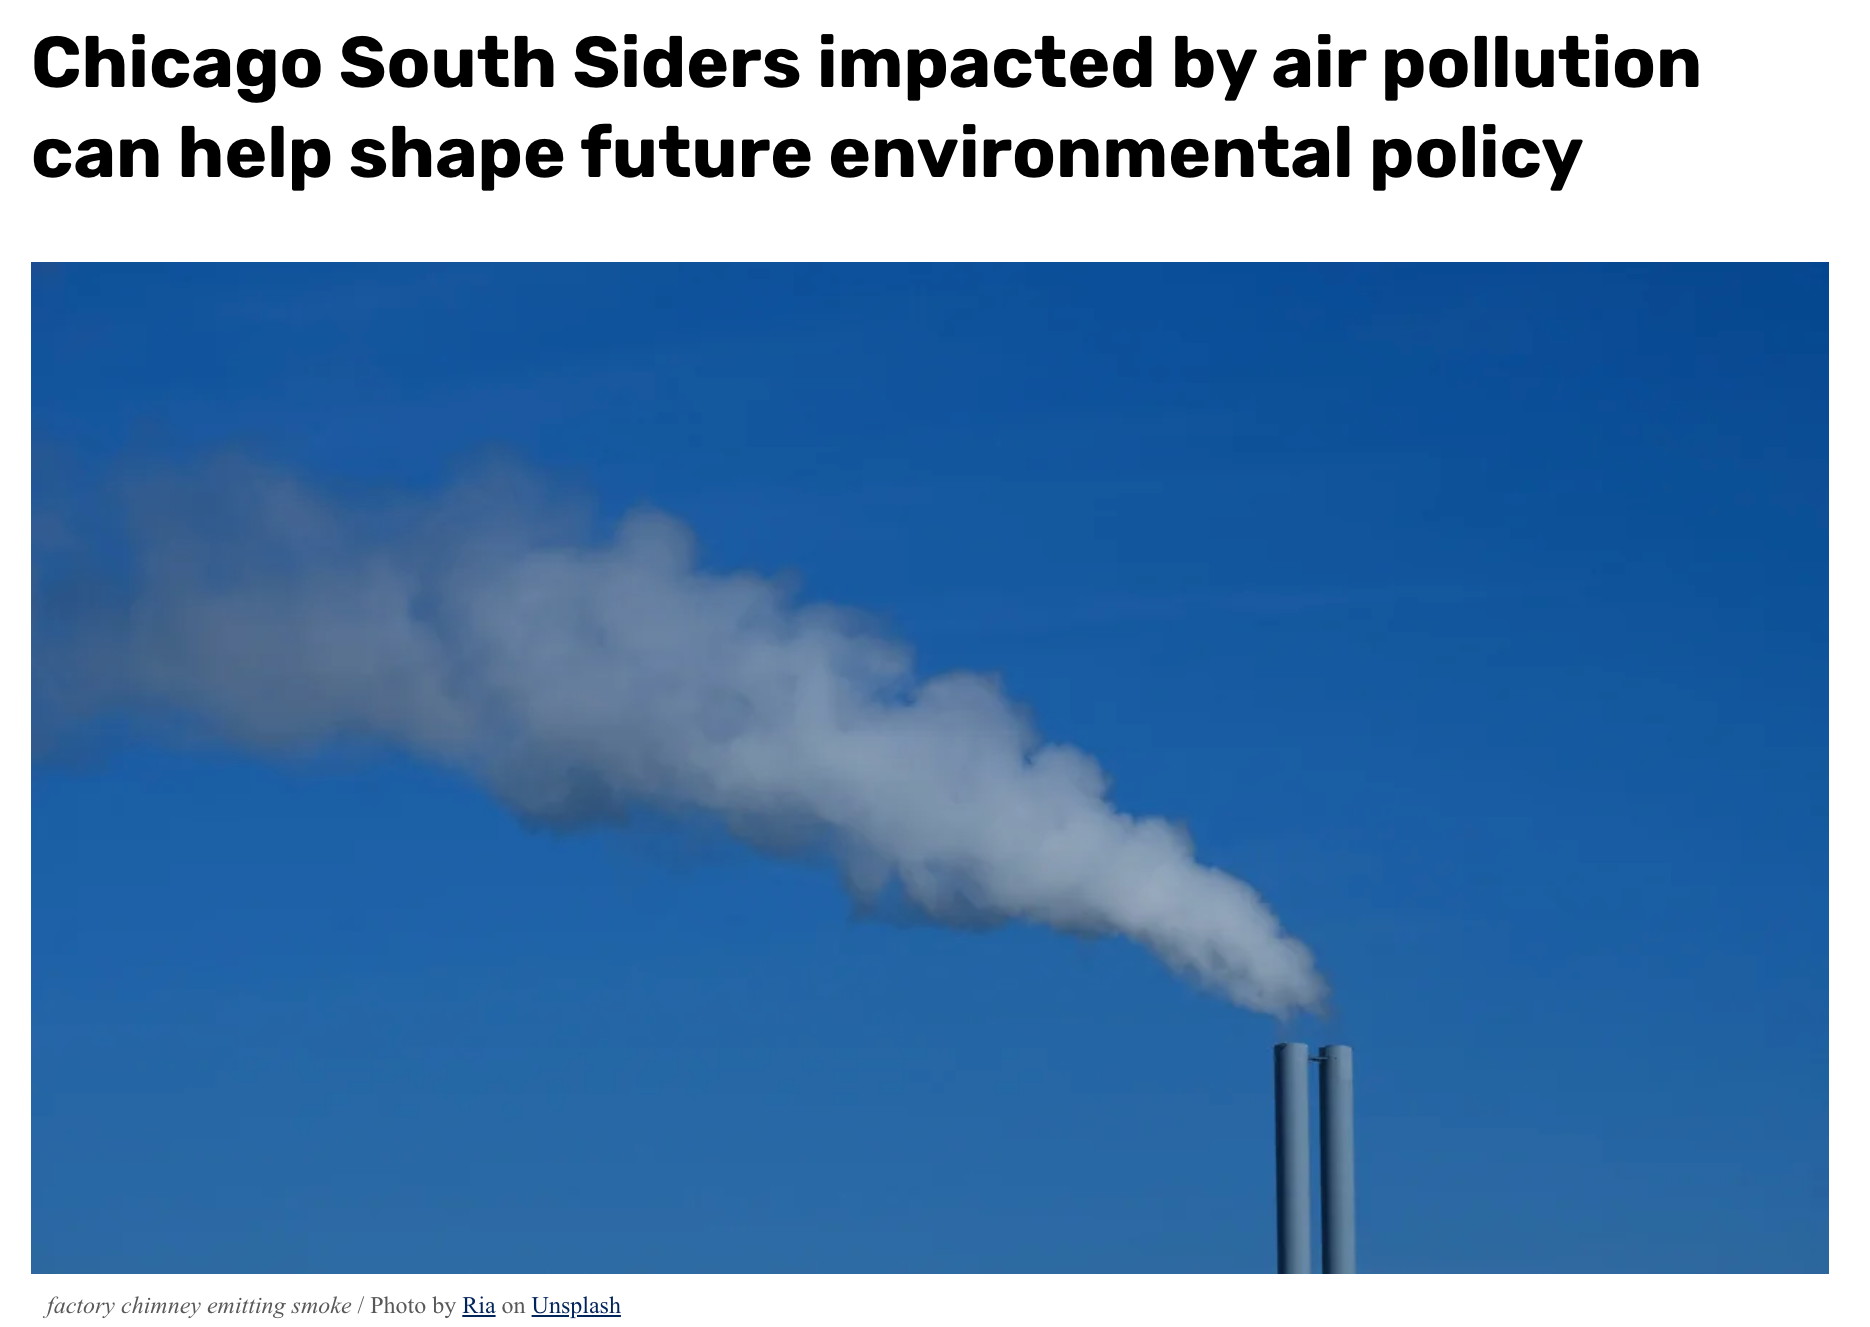 Chicago South Siders impacted by air pollution
can help shape future environmental policy
factory chimney emitting smoke / Photo by Ria on Unsplash